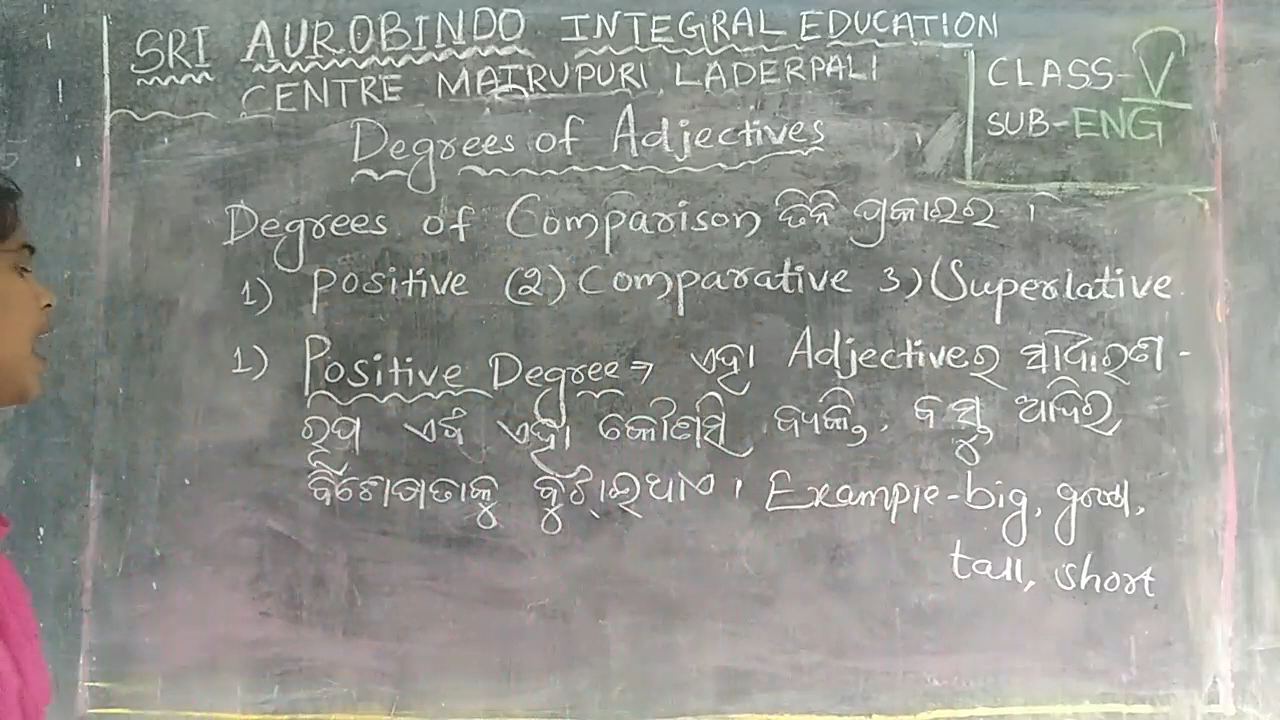 SRI AUROBINDO INTEGRAL EDUCATION
CENTRE MATRUPURI, LADERPALI
CLASS-V
SUB-ENG
Degrees of Adjectives
Degrees of Comparison ତିନି ପ୍ରକାରର ।
1) Positive (2) Comparative 3) Superlative
1) Positive Degree ⇒ ଏହା Adjectiveର ସାଧାରଣ-
ରୂପ ଏବଂ ଏହା କୌଣସି ବ୍ୟକ୍ତି, ବସ୍ତୁ ଆଦିର
ବିଶେଷତାକୁ ବୁଝାଇଥାଏ । Example-big, good,
tall, short